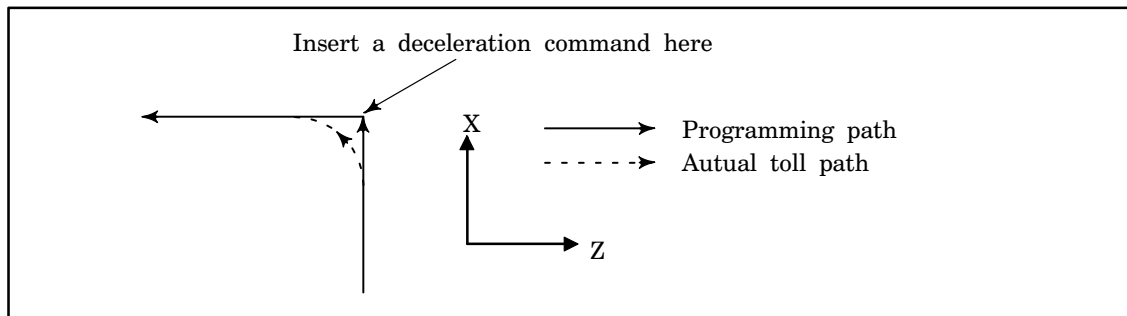 Insert a deceleration command here
X
Programming path
Autual toll path
Z